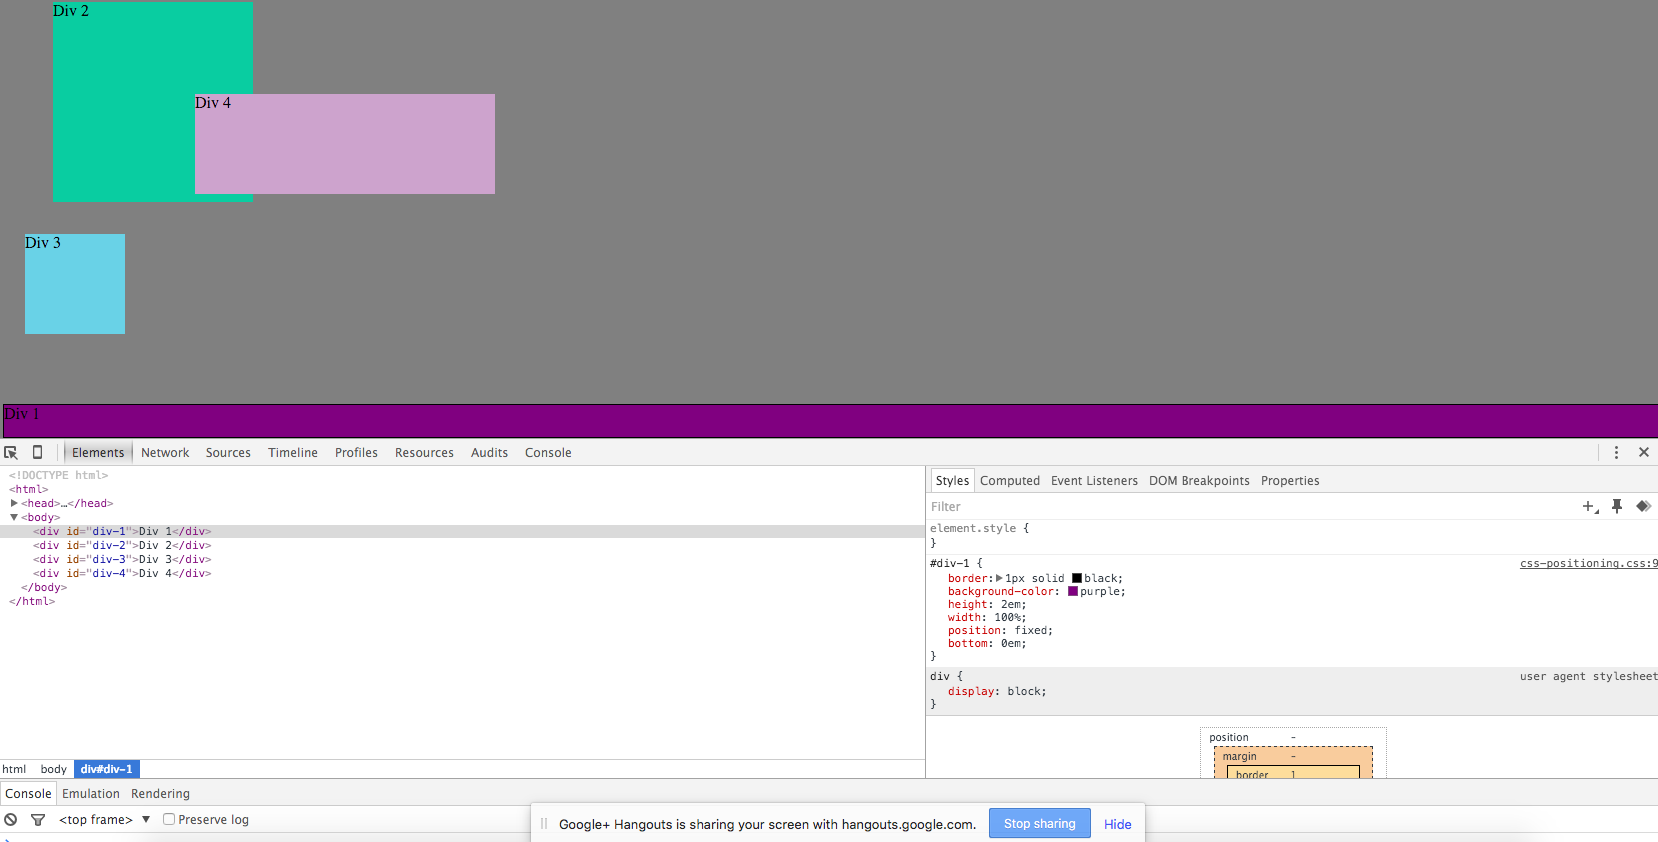 Div 2
Div 4
Div 3
Div 1
Elements Network Sources Timeline Profiles Resources Audits Console
<!DOCTYPE html>
<html>
<head>…</head>
<body>
<div id="div-1">Div 1</div>
<div id="div-2">Div 2</div>
<div id="div-3">Div 3</div>
<div id="div-4">Div 4</div>
</body>
</html>
html body div#div-1
Styles Computed Event Listeners DOM Breakpoints Properties
Filter
element.style {
}
#div-1 { css-positioning.css:9
border: 1px solid black;
background-color: purple;
height: 2em;
width: 100%;
position: fixed;
bottom: 0em;
}
div { user agent stylesheet
display: block;
}
position -
margin -
border 1
Console Emulation Rendering
<top frame> Preserve log
Google+ Hangouts is sharing your screen with hangouts.google.com. Stop sharing Hide